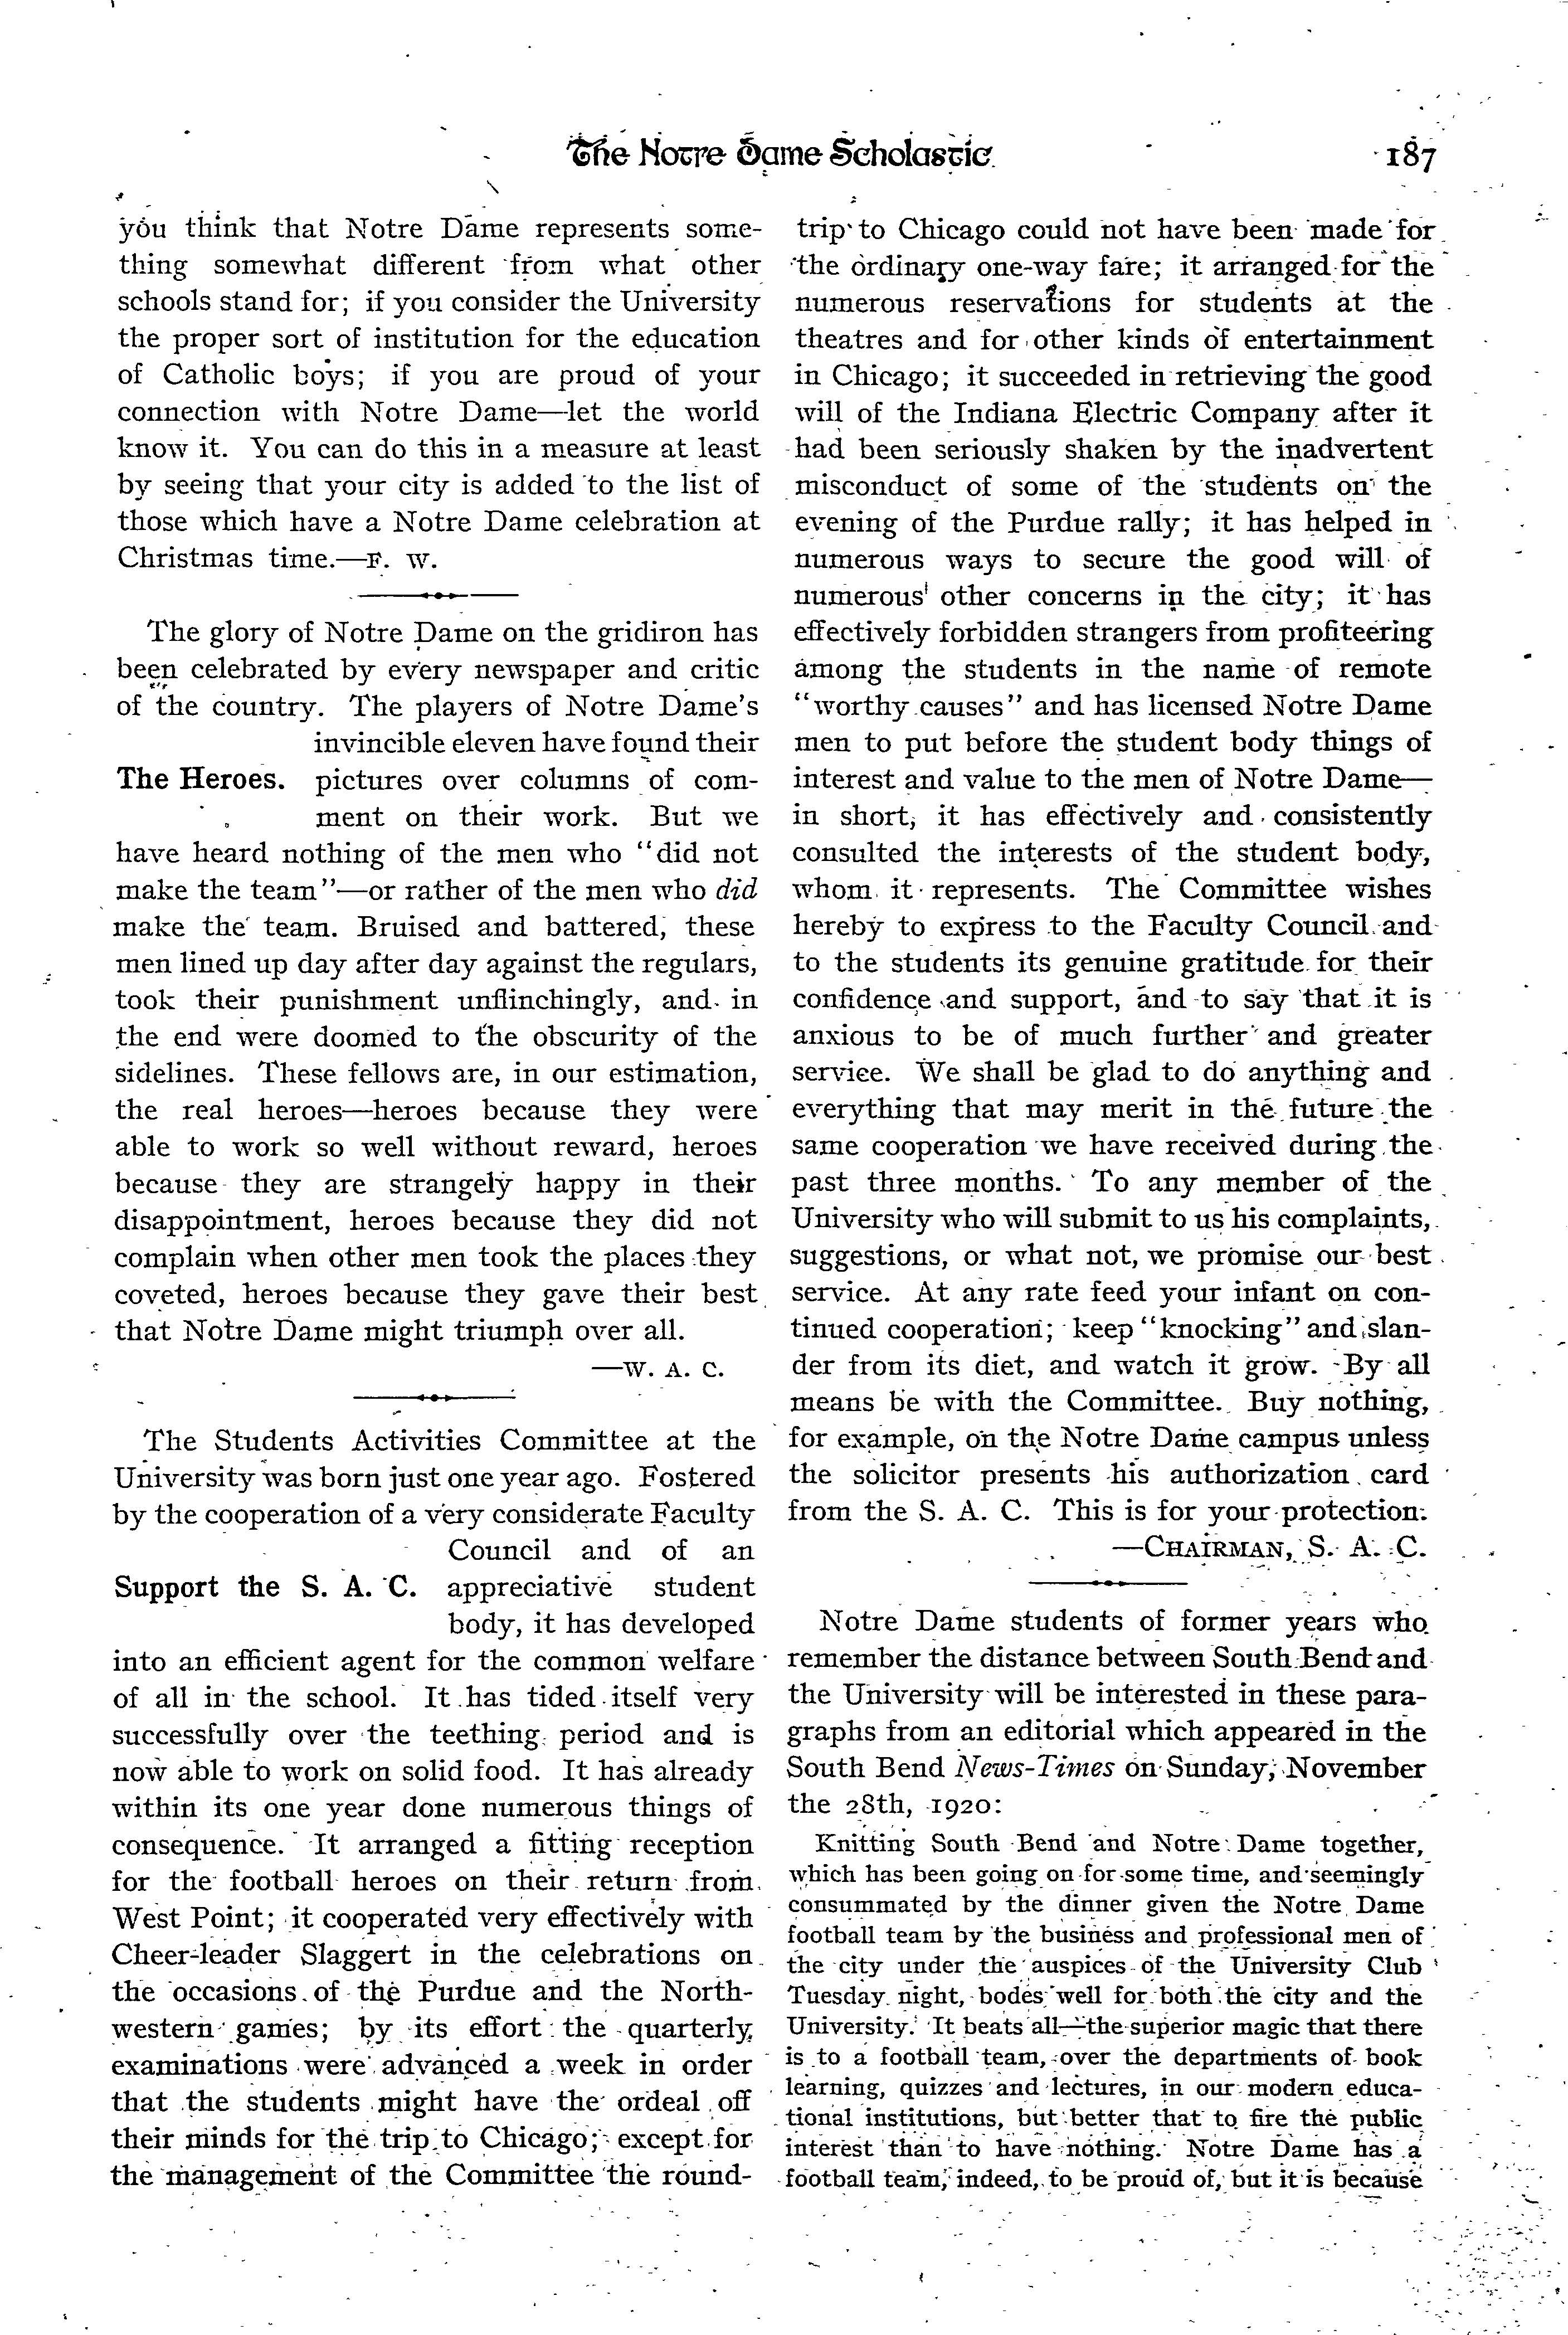 The Notre Dame Scholastic
187
you think that Notre Dame represents some-
thing somewhat different from what other
schools stand for; if you consider the University
the proper sort of institution for the education
of Catholic boys; if you are proud of your
connection with Notre Dame—let the world
know it. You can do this in a measure at least
by seeing that your city is added to the list of
those which have a Notre Dame celebration at
Christmas time.—F. W.
The glory of Notre Dame on the gridiron has
been celebrated by every newspaper and critic
of the country. The players of Notre Dame's
invincible eleven have found their
The Heroes. pictures over columns of com-
ment on their work. But we
have heard nothing of the men who "did not
make the team"—or rather of the men who did
make the team. Bruised and battered, these
men lined up day after day against the regulars,
took their punishment unflinchingly, and in
the end were doomed to the obscurity of the
sidelines. These fellows are, in our estimation,
the real heroes—heroes because they were
able to work so well without reward, heroes
because they are strangely happy in their
disappointment, heroes because they did not
complain when other men took the places they
coveted, heroes because they gave their best
that Notre Dame might triumph over all.
—W. A. C.
The Students Activities Committee at the
University was born just one year ago. Fostered
by the cooperation of a very considerate Faculty
Council and of an
Support the S. A. C. appreciative student
body, it has developed
into an efficient agent for the common welfare
of all in the school. It has tided itself very
successfully over the teething period and is
now able to work on solid food. It has already
within its one year done numerous things of
consequence. It arranged a fitting reception
for the football heroes on their return from
West Point; it cooperated very effectively with
Cheer-leader Slaggert in the celebrations on
the occasions of the Purdue and the North-
western games; by its effort the quarterly
examinations were advanced a week in order
that the students might have the ordeal off
their minds for the trip to Chicago; except for
the management of the Committee the round-
trip to Chicago could not have been made for
the ordinary one-way fare; it arranged for the
numerous reservations for students at the
theatres and for other kinds of entertainment
in Chicago; it succeeded in retrieving the good
will of the Indiana Electric Company after it
had been seriously shaken by the inadvertent
misconduct of some of the students on the
evening of the Purdue rally; it has helped in
numerous ways to secure the good will of
numerous other concerns in the city; it has
effectively forbidden strangers from profiteering
among the students in the name of remote
"worthy causes" and has licensed Notre Dame
men to put before the student body things of
interest and value to the men of Notre Dame—
in short, it has effectively and consistently
consulted the interests of the student body,
whom it represents. The Committee wishes
hereby to express to the Faculty Council and
to the students its genuine gratitude for their
confidence and support, and to say that it is
anxious to be of much further and greater
service. We shall be glad to do anything and
everything that may merit in the future the
same cooperation we have received during the
past three months. To any member of the
University who will submit to us his complaints,
suggestions, or what not, we promise our best
service. At any rate feed your infant on con-
tinued cooperation; keep "knocking" and slan-
der from its diet, and watch it grow. By all
means be with the Committee. Buy nothing,
for example, on the Notre Dame campus unless
the solicitor presents his authorization card
from the S. A. C. This is for your protection.
—CHAIRMAN, S. A. C.
Notre Dame students of former years who
remember the distance between South Bend and
the University will be interested in these para-
graphs from an editorial which appeared in the
South Bend News-Times on Sunday, November
the 28th, 1920:
Knitting South Bend and Notre Dame together,
which has been going on for some time, and seemingly
consummated by the dinner given the Notre Dame
football team by the business and professional men of
the city under the auspices of the University Club
Tuesday night, bodes well for both the city and the
University. It beats all—the superior magic that there
is to a football team, over the departments of book
learning, quizzes and lectures, in our modern educa-
tional institutions, but better that to fire the public
interest than to have nothing. Notre Dame has a
football team, indeed, to be proud of, but it is because